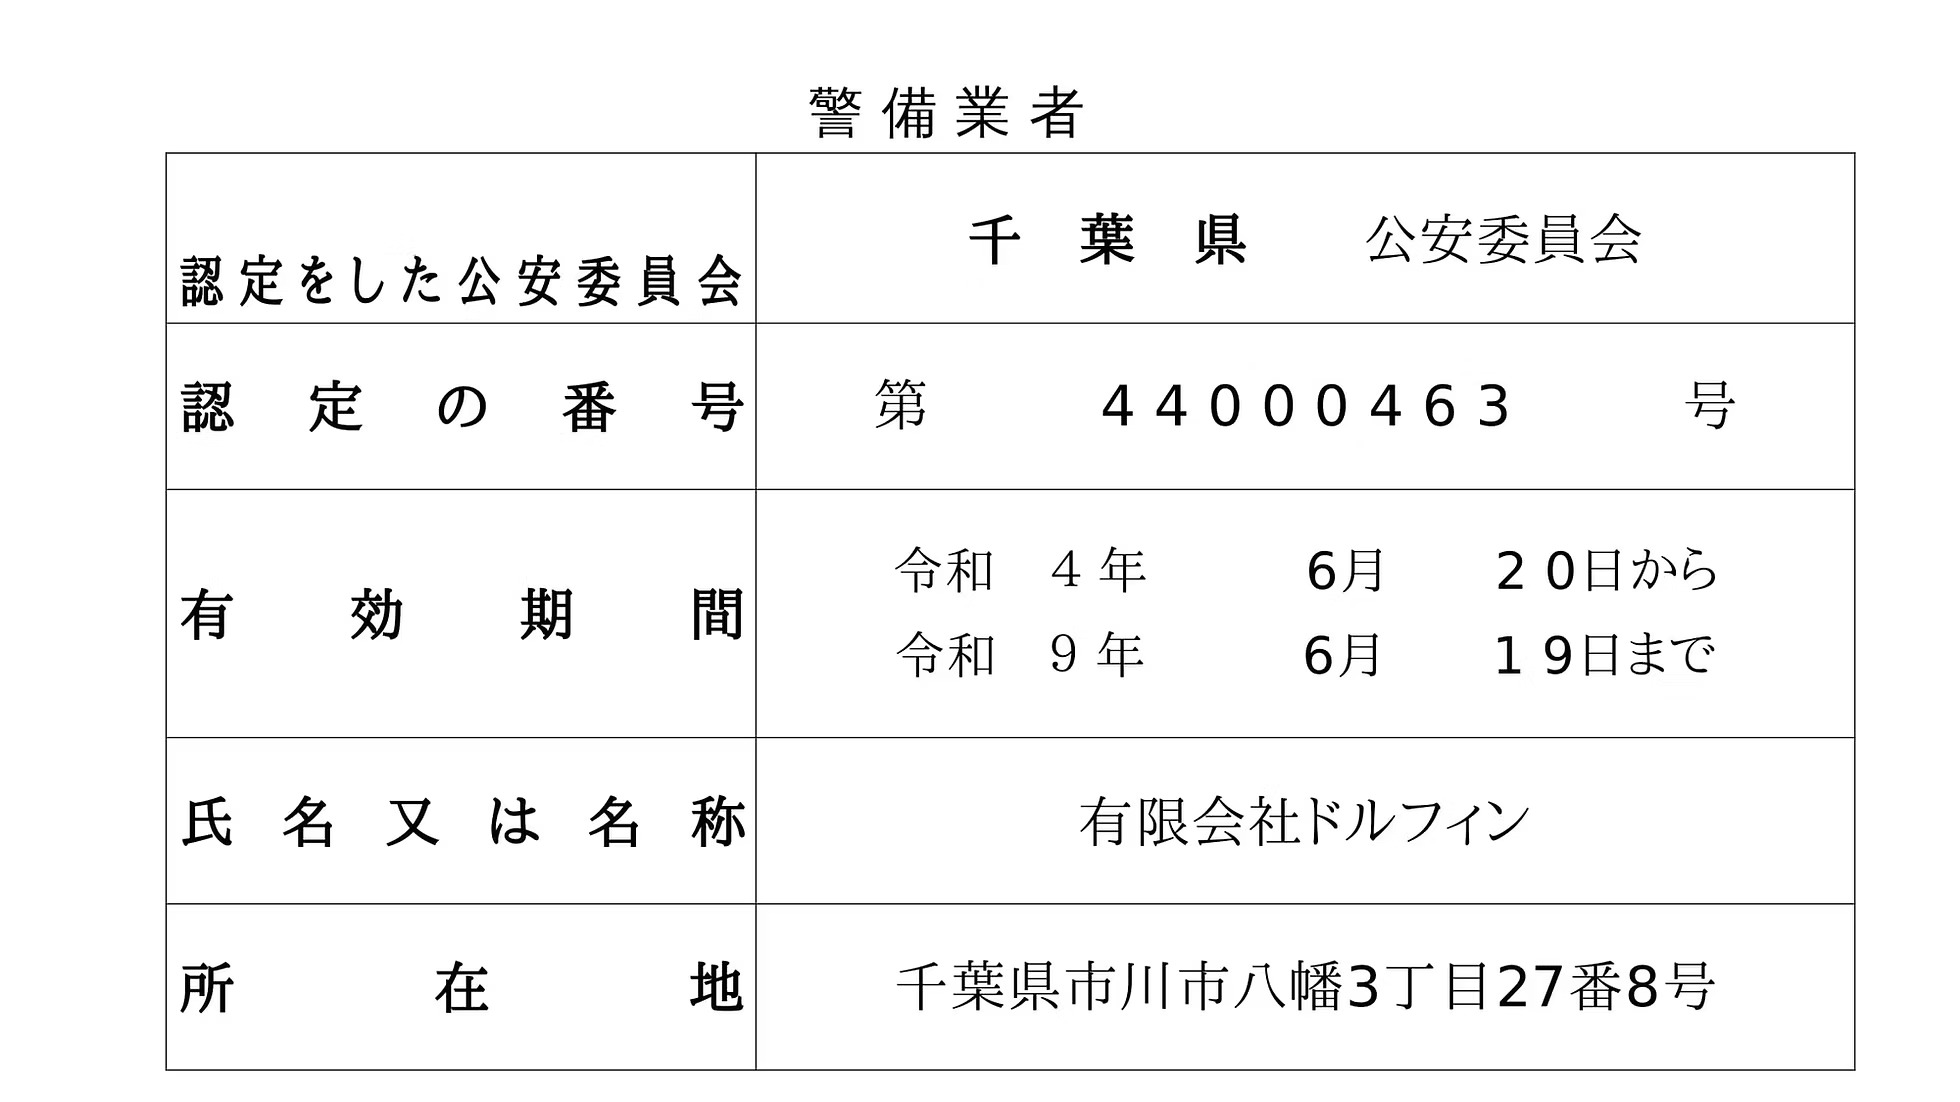 警備業者
認定をした公安委員会 千葉県 公安委員会
認定の番号 第 44000463 号
有効期間 令和 4年 6月 20日から
令和 9年 6月 19日まで
氏名又は名称 有限会社ドルフィン
所在地 千葉県市川市八幡3丁目27番8号